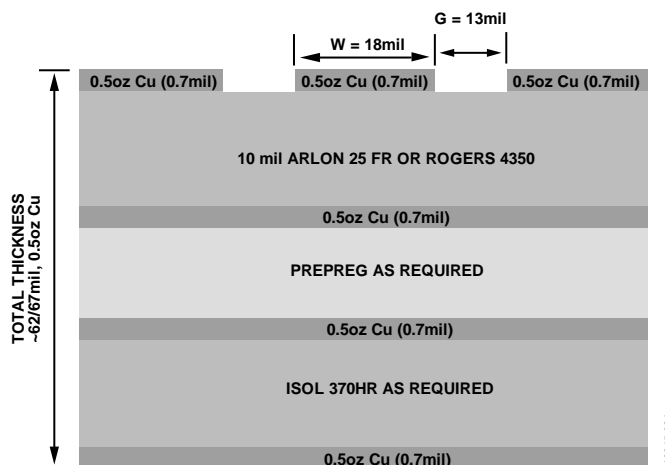 G = 13mil
W = 18mil
0.5oz Cu (0.7mil)
0.5oz Cu (0.7mil)
0.5oz Cu (0.7mil)
10 mil ARLON 25 FR OR ROGERS 4350
0.5oz Cu (0.7mil)
PREPREG AS REQUIRED
0.5oz Cu (0.7mil)
ISOL 370HR AS REQUIRED
0.5oz Cu (0.7mil)
TOTAL THICKNESS
~62/67mil, 0.5oz Cu